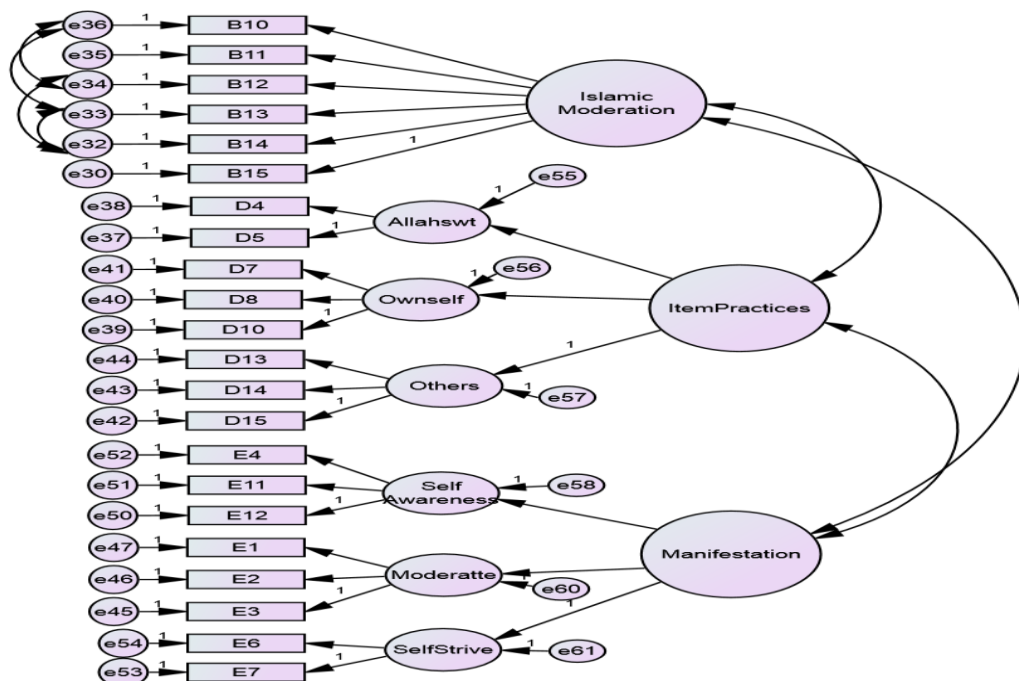 e36 1 B10
e35 1 B11
e34 1 B12
e33 1 B13
e32 1 B14
e30 1 B15
1
Islamic
Moderation
e38 1 D4
e37 1 D5
1
Allahswt
1
e55
e41 1 D7
e40 1 D8
e39 1 D10
1
Ownself
1
e56
ItemPractices
1
e44 1 D13
e43 1 D14
e42 1 D15
1
Others
1
e57
e52 1 E4
e51 1 E11
e50 1 E12
1
Self
Awareness
1
e58
Manifestation
1
e47 1 E1
e46 1 E2
e45 1 E3
1
Moderatte
1
e60
e54 1 E6
e53 1 E7
1
SelfStrive
1
e61